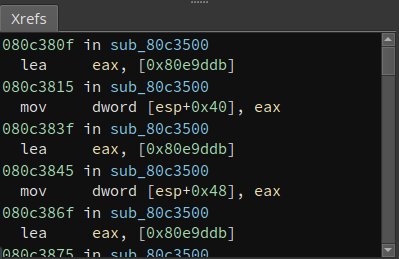 Xrefs
080c380f in sub_80c3500
lea eax, [0x80e9ddb]
080c3815 in sub_80c3500
mov dword [esp+0x40], eax
080c383f in sub_80c3500
lea eax, [0x80e9ddb]
080c3845 in sub_80c3500
mov dword [esp+0x48], eax
080c386f in sub_80c3500
lea eax, [0x80e9ddb]
080c3875 in sub_80c3500